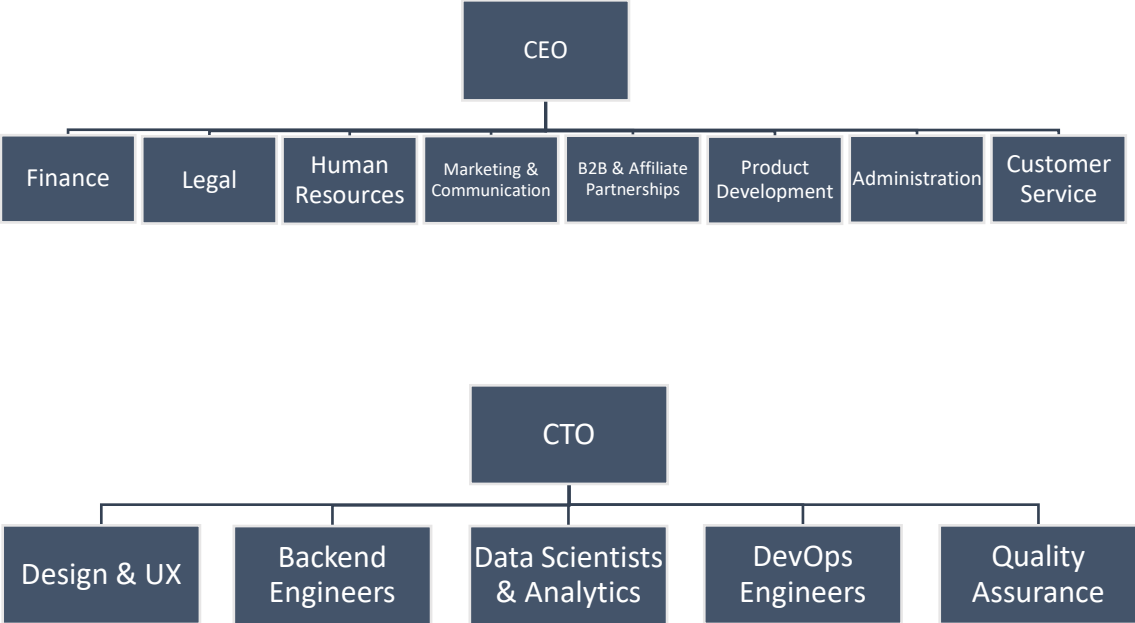 CEO
Finance
Legal
Human
Resources
Marketing &
Communication
B2B & Affiliate
Partnerships
Product
Development
Administration
Customer
Service
CTO
Design & UX
Backend
Engineers
Data Scientists
& Analytics
DevOps
Engineers
Quality
Assurance